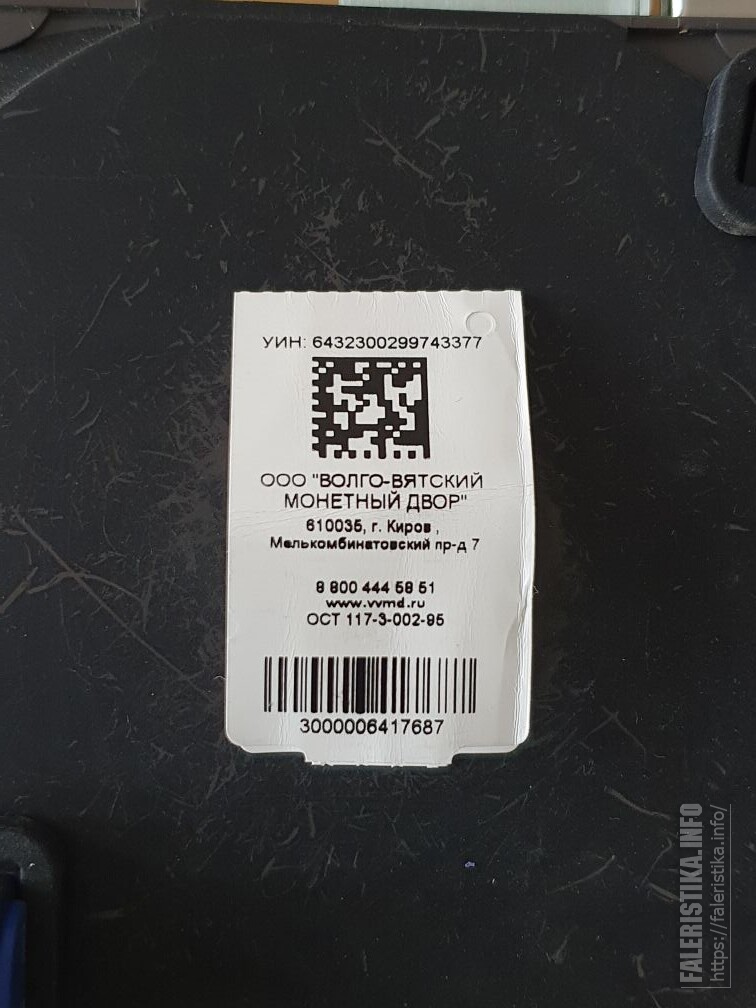 УИН: 6432300299743377
ООО "ВОЛГО-ВЯТСКИЙ
МОНЕТНЫЙ ДВОР"
610035, г. Киров ,
Мелькомбинатовский пр-д 7
8 800 444 58 51
www.vvmd.ru
ОСТ 117-3-002-95
3000006417687
FALERISTIKA.INFO
https://faleristika.info/